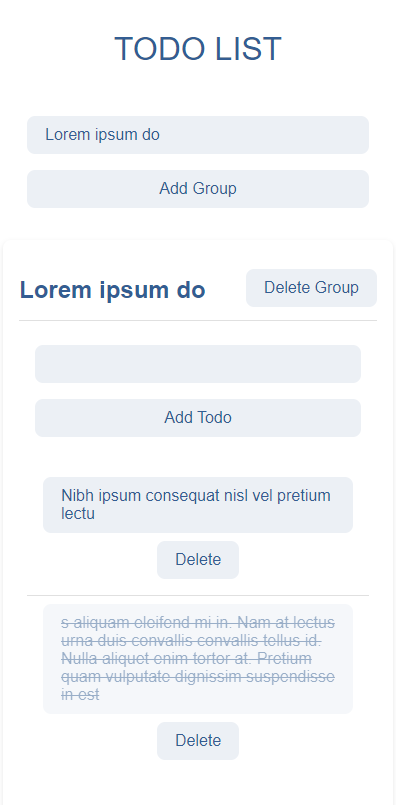 TODO LIST
Lorem ipsum do
Add Group
Lorem ipsum do
Delete Group
Add Todo
Nibh ipsum consequat nisl vel pretium
lectu
Delete
s aliquam eleifend mi in. Nam at lectus
urna duis convallis convallis tellus id.
Nulla aliquet enim tortor at. Pretium
quam vulputate dignissim suspendisse
in est
Delete